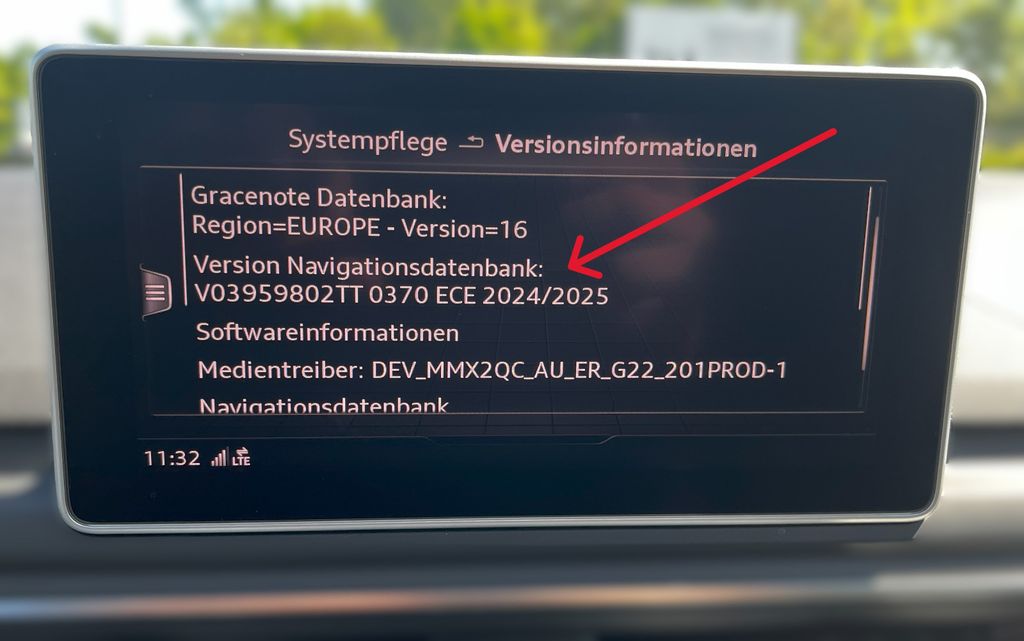 Systempflege Versionsinformationen
Gracenote Datenbank:
Region=EUROPE - Version=16
Version Navigationsdatenbank:
V03959802TT 0370 ECE 2024/2025
Softwareinformationen
Medientreiber: DEV_MMX2QC_AU_ER_G22_201PROD-1
Navigationsdatenbank
11:32 LTE